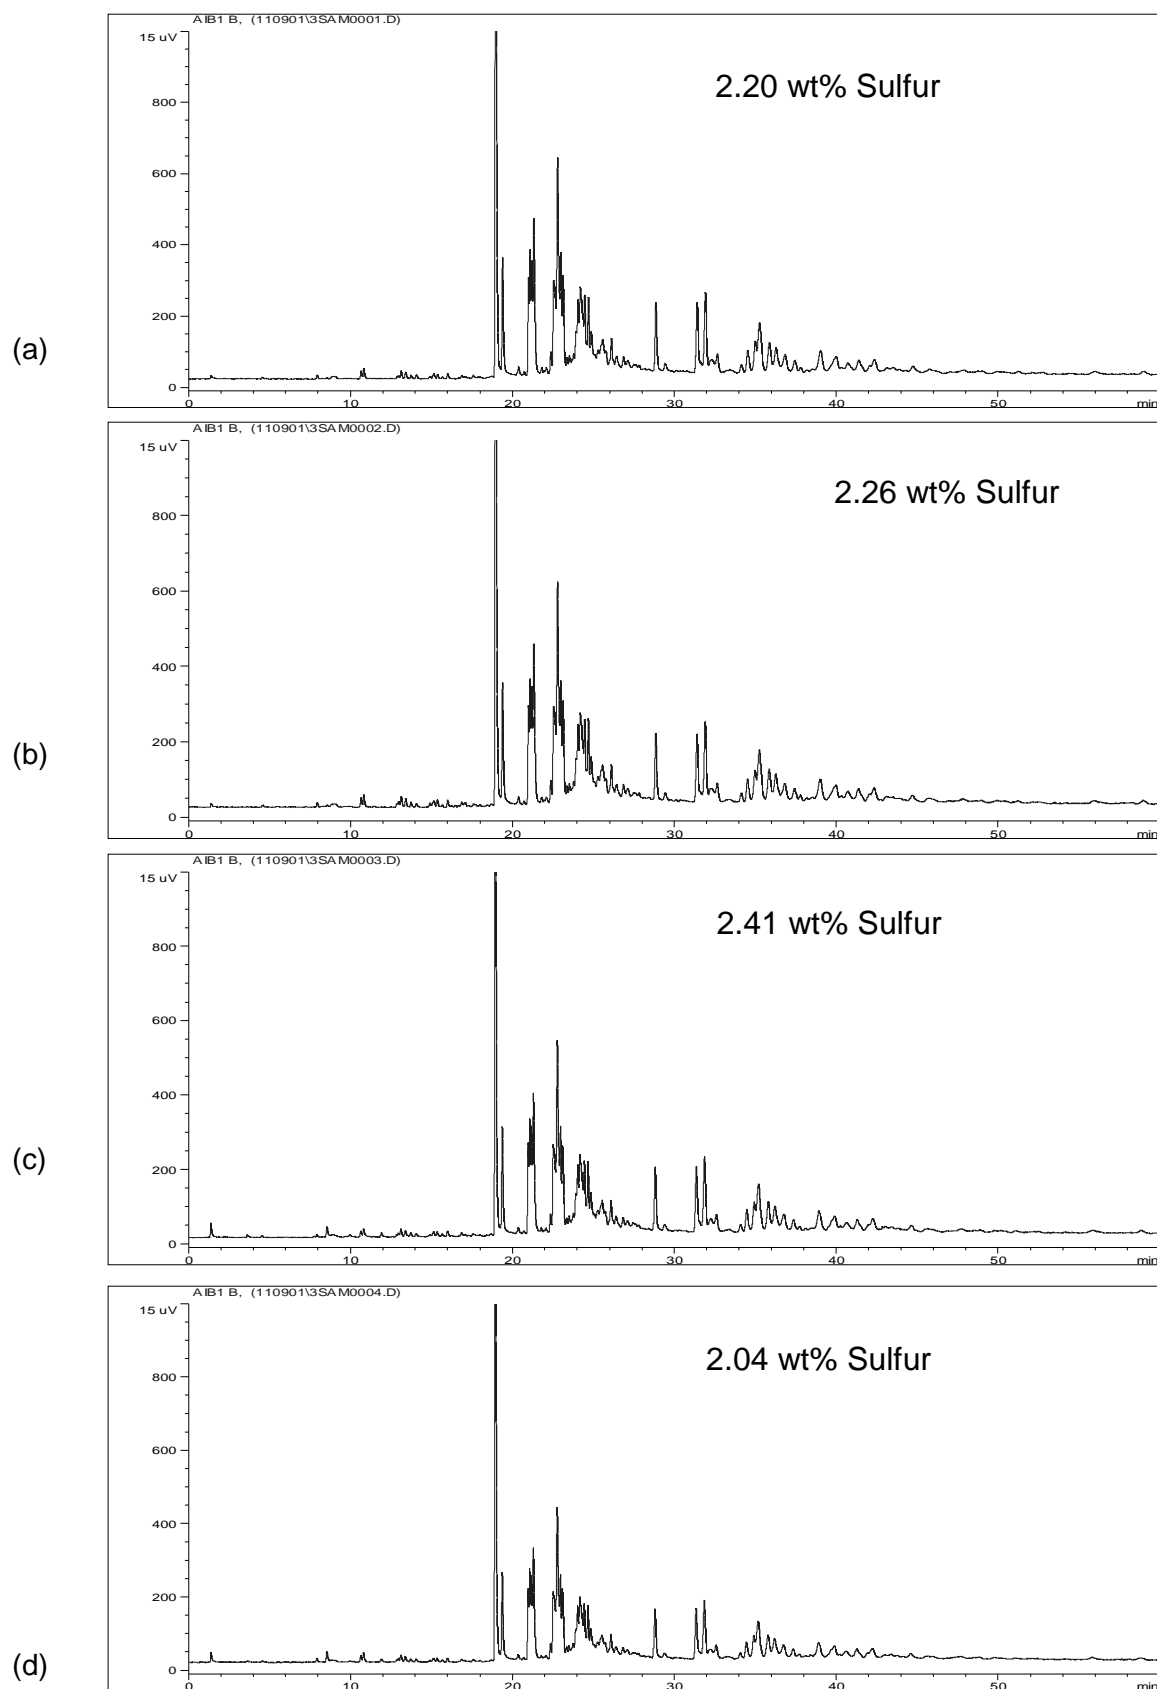 AIB1 B, (110901\3SAM0001.D)
15 uV
2.20 wt% Sulfur
800
600
400
200
(a)
0
0 10 20 30 40 50 min
AIB1 B, (110901\3SAM0002.D)
15 uV
2.26 wt% Sulfur
800
600
400
200
(b)
0
0 10 20 30 40 50 min
AIB1 B, (110901\3SAM0003.D)
15 uV
2.41 wt% Sulfur
800
600
400
200
(c)
0
0 10 20 30 40 50 min
AIB1 B, (110901\3SAM0004.D)
15 uV
2.04 wt% Sulfur
800
600
400
200
(d)
0
0 10 20 30 40 50 min